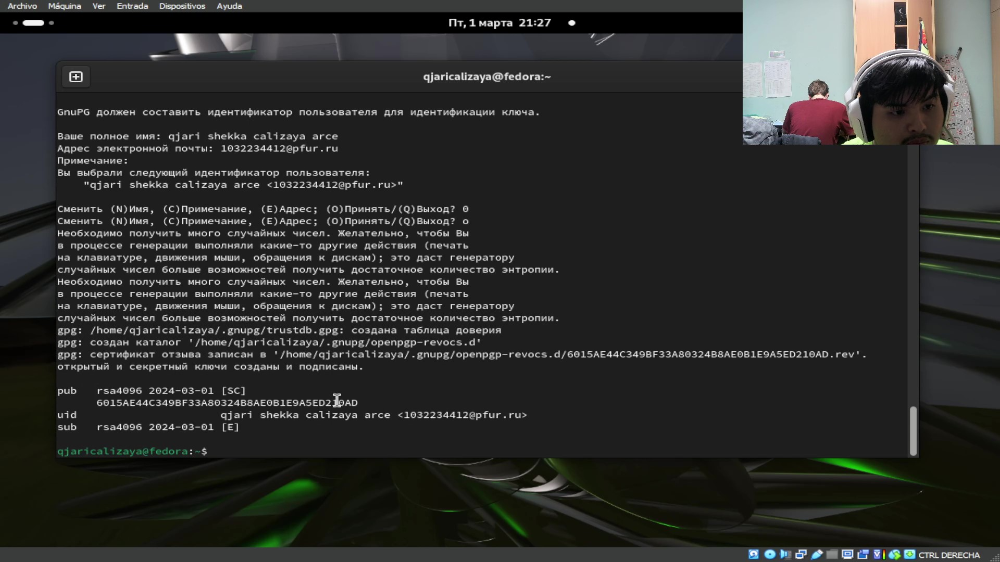 Archivo Máquina Ver Entrada Dispositivos Ayuda
Пт, 1 марта 21:27
qjaricalizaya@fedora:~
GnuPG должен составить идентификатор пользователя для идентификации ключа.
Ваше полное имя: qjari shekka calizaya arce
Адрес электронной почты: 1032234412@pfur.ru
Примечание:
Вы выбрали следующий идентификатор пользователя:
"qjari shekka calizaya arce <1032234412@pfur.ru>"
Сменить (N)Имя, (C)Примечание, (E)Адрес; (O)Принять/(Q)Выход? 0
Сменить (N)Имя, (C)Примечание, (E)Адрес; (O)Принять/(Q)Выход? o
Необходимо получить много случайных чисел. Желательно, чтобы Вы
в процессе генерации выполняли какие-то другие действия (печать
на клавиатуре, движения мыши, обращения к дискам); это даст генератору
случайных чисел больше возможностей получить достаточное количество энтропии.
Необходимо получить много случайных чисел. Желательно, чтобы Вы
в процессе генерации выполняли какие-то другие действия (печать
на клавиатуре, движения мыши, обращения к дискам); это даст генератору
случайных чисел больше возможностей получить достаточное количество энтропии.
gpg: /home/qjaricalizaya/.gnupg/trustdb.gpg: создана таблица доверия
gpg: создан каталог '/home/qjaricalizaya/.gnupg/openpgp-revocs.d'
gpg: сертификат отзыва записан в '/home/qjaricalizaya/.gnupg/openpgp-revocs.d/6015AE44C349BF33A80324B8AE0B1E9A5ED210AD.rev'.
открытый и секретный ключи созданы и подписаны.
pub rsa4096 2024-03-01 [SC]
6015AE44C349BF33A80324B8AE0B1E9A5ED210AD
uid qjari shekka calizaya arce <1032234412@pfur.ru>
sub rsa4096 2024-03-01 [E]
qjaricalizaya@fedora:~$
CTRL DERECHA